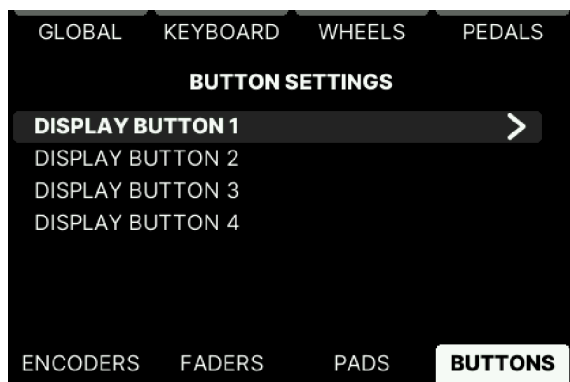 GLOBAL KEYBOARD WHEELS PEDALS
BUTTON SETTINGS
DISPLAY BUTTON 1
DISPLAY BUTTON 2
DISPLAY BUTTON 3
DISPLAY BUTTON 4
ENCODERS FADERS PADS BUTTONS